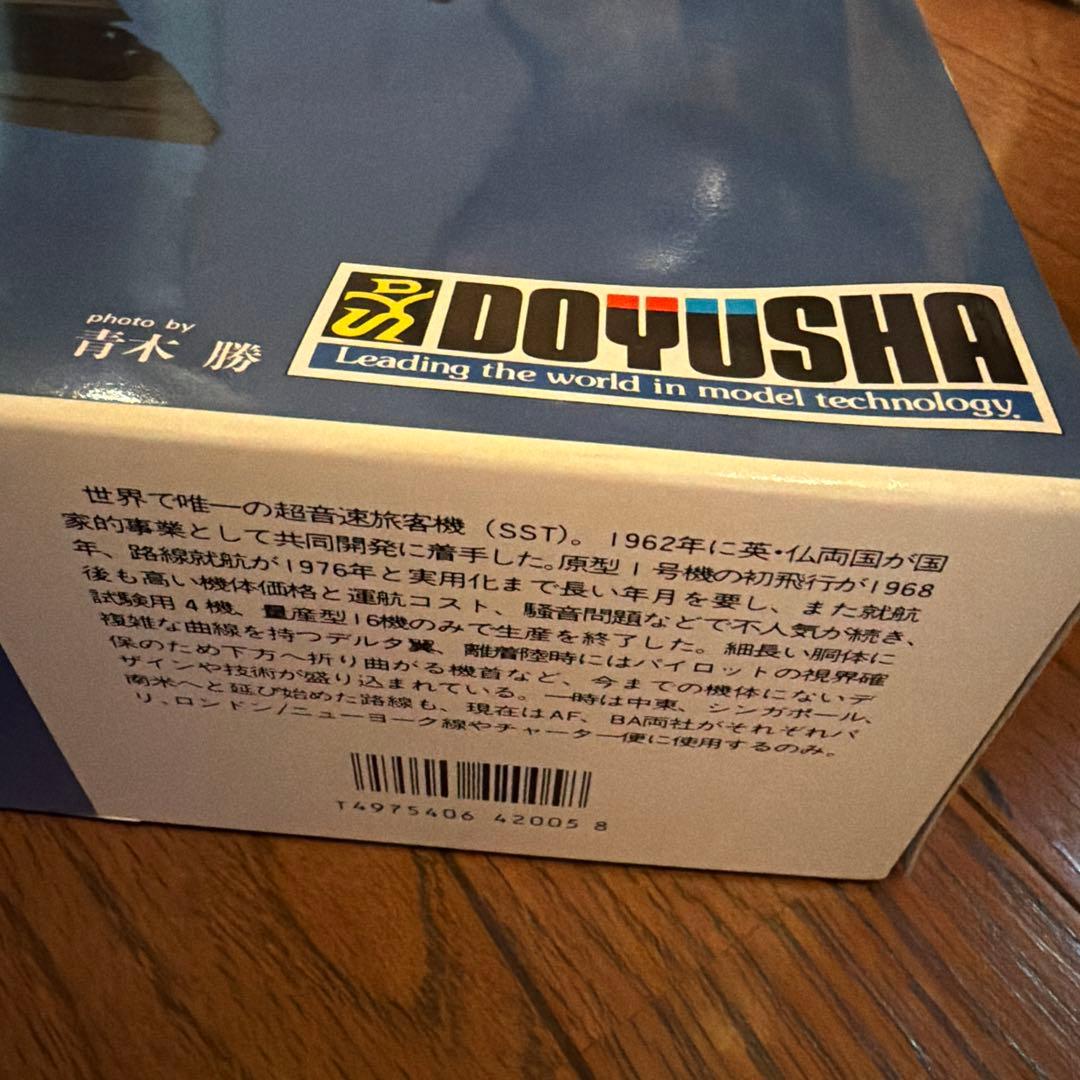 photo by
青木 勝
DOYUSHA
Leading the world in model technology.
世界で唯一の超音速旅客機（SST）。1962年に英・仏両国が国
家的事業として共同開発に着手した。原型1号機の初飛行が1968
年、路線就航が1976年と実用化まで長い年月を要し、また就航
後も高い機体価格と運航コスト、騒音問題などで不人気が続き、
試験用4機、量産型16機のみで生産を終了した。細長い胴体に
複雑な曲線を持つデルタ翼、離着陸時にはパイロットの視界確
保のため下方へ折り曲がる機首など、今までの機体にないデ
ザインや技術が盛り込まれている。一時は中東、シンガポール、
南米へと延び始めた路線も、現在はAF、BA両社がそれぞれパ
リ、ロンドン/ニューヨーク線やチャーター便に使用するのみ。
T4975406 42005 8